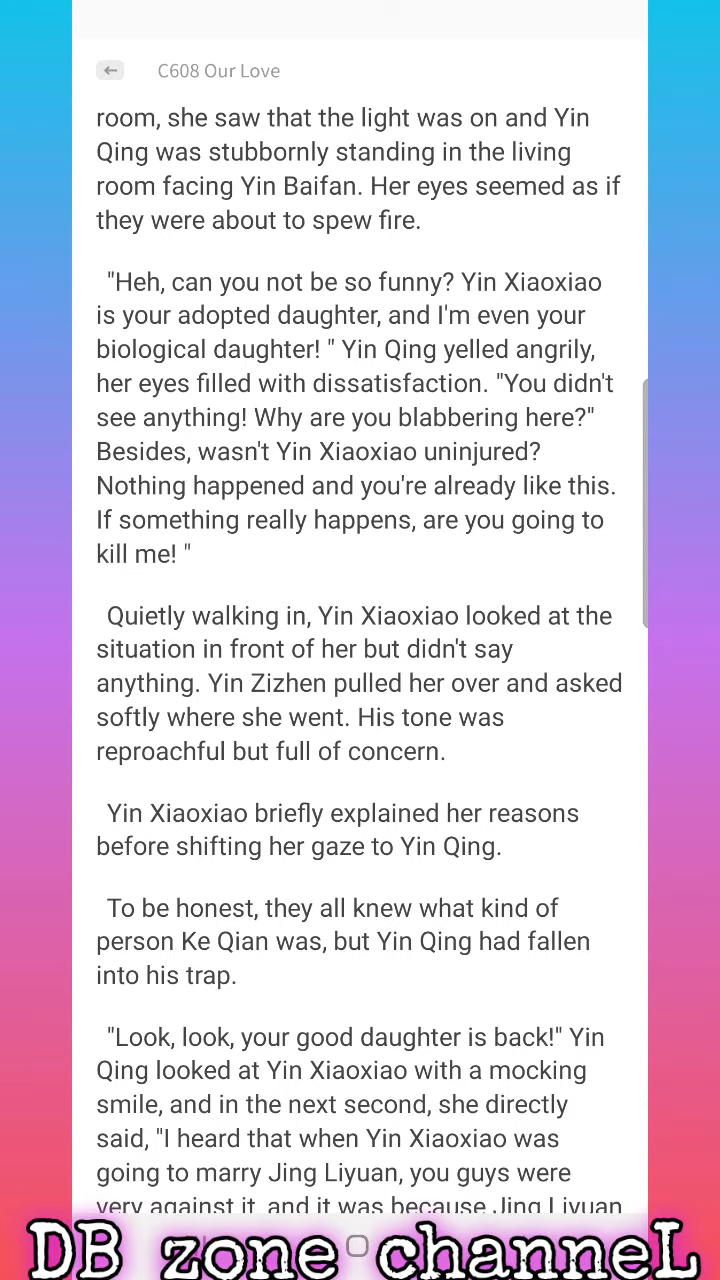 C608 Our Love
room, she saw that the light was on and Yin
Qing was stubbornly standing in the living
room facing Yin Baifan. Her eyes seemed as if
they were about to spew fire.
"Heh, can you not be so funny? Yin Xiaoxiao
is your adopted daughter, and I'm even your
biological daughter! " Yin Qing yelled angrily,
her eyes filled with dissatisfaction. "You didn't
see anything! Why are you blabbering here?"
Besides, wasn't Yin Xiaoxiao uninjured?
Nothing happened and you're already like this.
If something really happens, are you going to
kill me! "
Quietly walking in, Yin Xiaoxiao looked at the
situation in front of her but didn't say
anything. Yin Zizhen pulled her over and asked
softly where she went. His tone was
reproachful but full of concern.
Yin Xiaoxiao briefly explained her reasons
before shifting her gaze to Yin Qing.
To be honest, they all knew what kind of
person Ke Qian was, but Yin Qing had fallen
into his trap.
"Look, look, your good daughter is back!" Yin
Qing looked at Yin Xiaoxiao with a mocking
smile, and in the next second, she directly
said, "I heard that when Yin Xiaoxiao was
going to marry Jing Liyuan, you guys were
very against it, and it was because Jing Liyuan
DB zone channeL